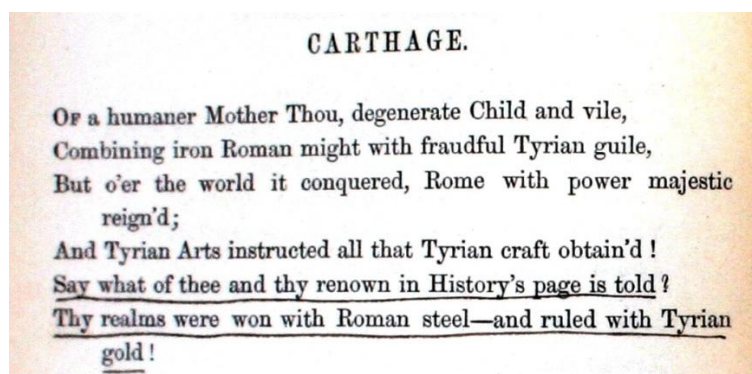 CARTHAGE.
OF a humaner Mother Thou, degenerate Child and vile,
Combining iron Roman might with fraudful Tyrian guile,
But o'er the world it conquered, Rome with power majestic
reign'd;
And Tyrian Arts instructed all that Tyrian craft obtain'd !
Say what of thee and thy renown in History's page is told ?
Thy realms were won with Roman steel—and ruled with Tyrian
gold !